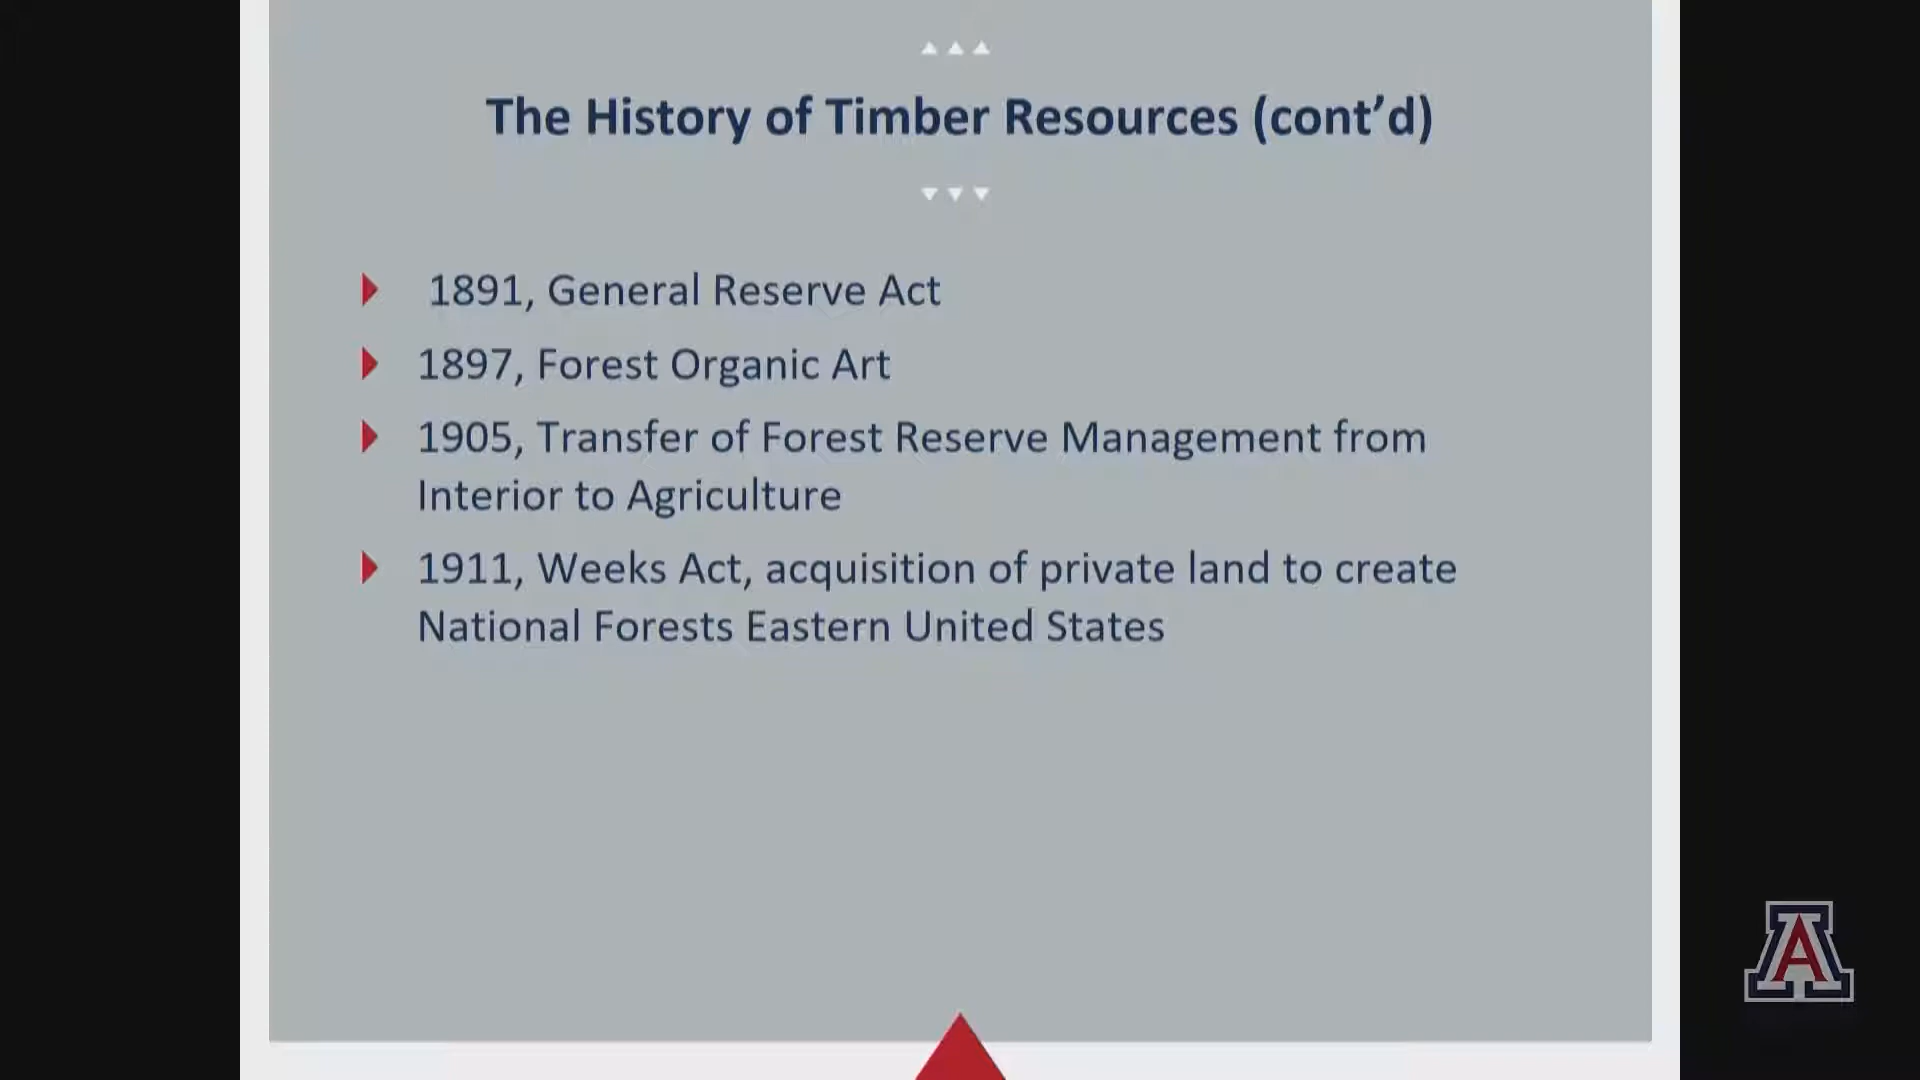 The History of Timber Resources (cont’d)
1891, General Reserve Act
1897, Forest Organic Art
1905, Transfer of Forest Reserve Management from
Interior to Agriculture
1911, Weeks Act, acquisition of private land to create
National Forests Eastern United States
A